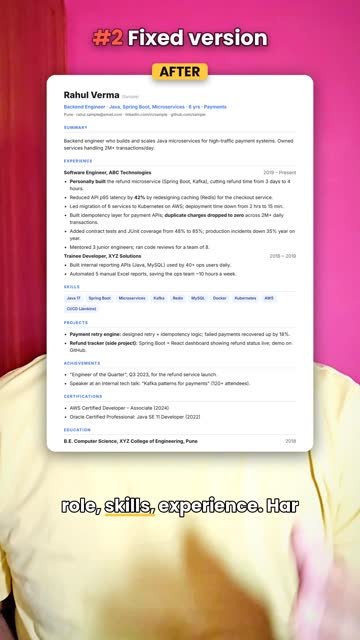 #2 Fixed version
AFTER
Rahul Verma (Sample)
Backend Engineer · Java, Spring Boot, Microservices · 6 yrs · Payments
Pune · rahul.sample@email.com · linkedin.com/in/sample · github.com/sample
SUMMARY
Backend engineer who builds and scales Java microservices for high-traffic payment systems. Owned
services handling 2M+ transactions/day.
EXPERIENCE
Software Engineer, ABC Technologies 2019 – Present
• Personally built the refund microservice (Spring Boot, Kafka), cutting refund time from 3 days to 4
hours.
• Reduced API p95 latency by 42% by redesigning caching (Redis) for the checkout service.
• Led migration of 6 services to Kubernetes on AWS; deployment time down from 2 hrs to 15 min.
• Built idempotency layer for payment APIs; duplicate charges dropped to zero across 2M+ daily
transactions.
• Added contract tests and JUnit coverage from 48% to 85%; production incidents down 35% year on
year.
• Mentored 3 junior engineers; ran code reviews for a team of 8.
Trainee Developer, XYZ Solutions 2018 – 2019
• Built internal reporting APIs (Java, MySQL) used by 40+ ops users daily.
• Automated 5 manual Excel reports, saving the ops team ~10 hours a week.
SKILLS
Java 17 Spring Boot Microservices Kafka Redis MySQL Docker Kubernetes AWS
CI/CD (Jenkins)
PROJECTS
• Payment retry engine: designed retry + idempotency logic; failed payments recovered up by 18%.
• Refund tracker (side project): Spring Boot + React dashboard showing refund status live; demo on
GitHub.
ACHIEVEMENTS
• "Engineer of the Quarter", Q3 2023, for the refund service launch.
• Speaker at an internal tech talk: "Kafka patterns for payments" (120+ attendees).
CERTIFICATIONS
• AWS Certified Developer – Associate (2024)
• Oracle Certified Professional: Java SE 11 Developer (2022)
EDUCATION
B.E. Computer Science, XYZ College of Engineering, Pune 2018
role, skills, experience. Har